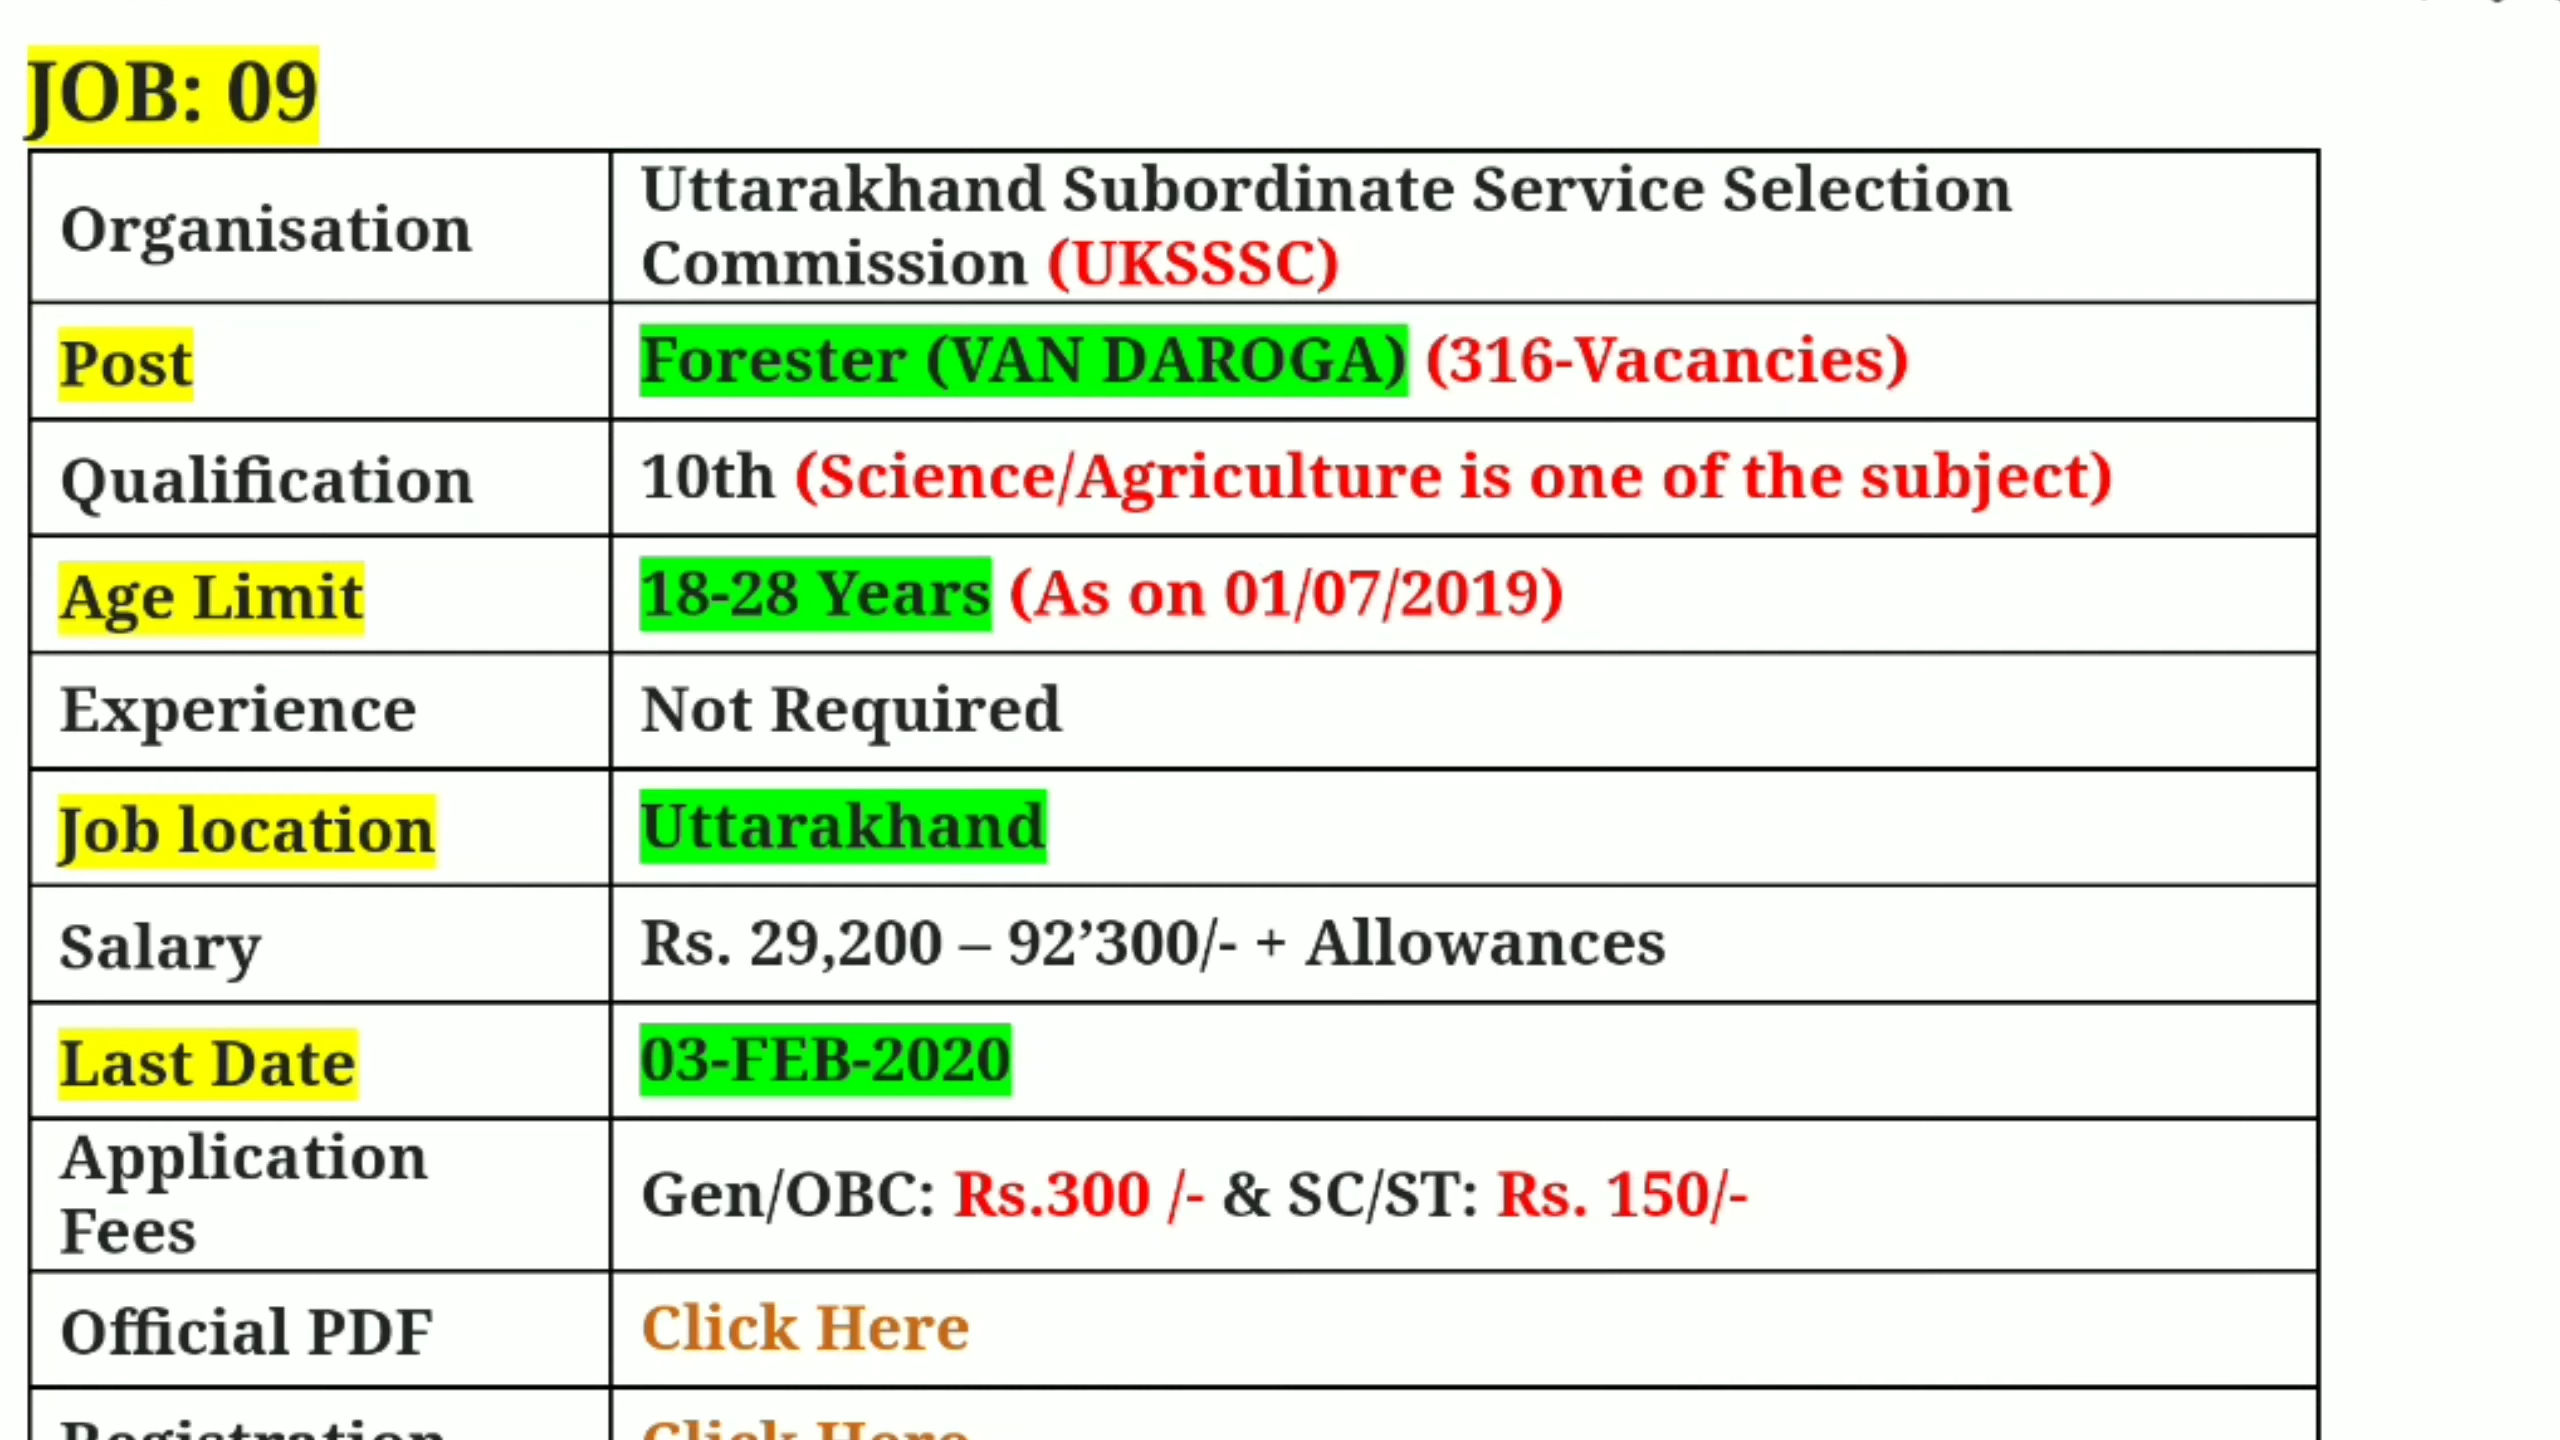 JOB: 09
Organisation
Uttarakhand Subordinate Service Selection
Commission (UKSSSC)
Post
Forester (VAN DAROGA) (316-Vacancies)
Qualification
10th (Science/Agriculture is one of the subject)
Age Limit
18-28 Years (As on 01/07/2019)
Experience
Not Required
Job location
Uttarakhand
Salary
Rs. 29,200 – 92’300/- + Allowances
Last Date
03-FEB-2020
Application
Fees
Gen/OBC: Rs.300 /- & SC/ST: Rs. 150/-
Official PDF
Click Here
Registration
Click Here